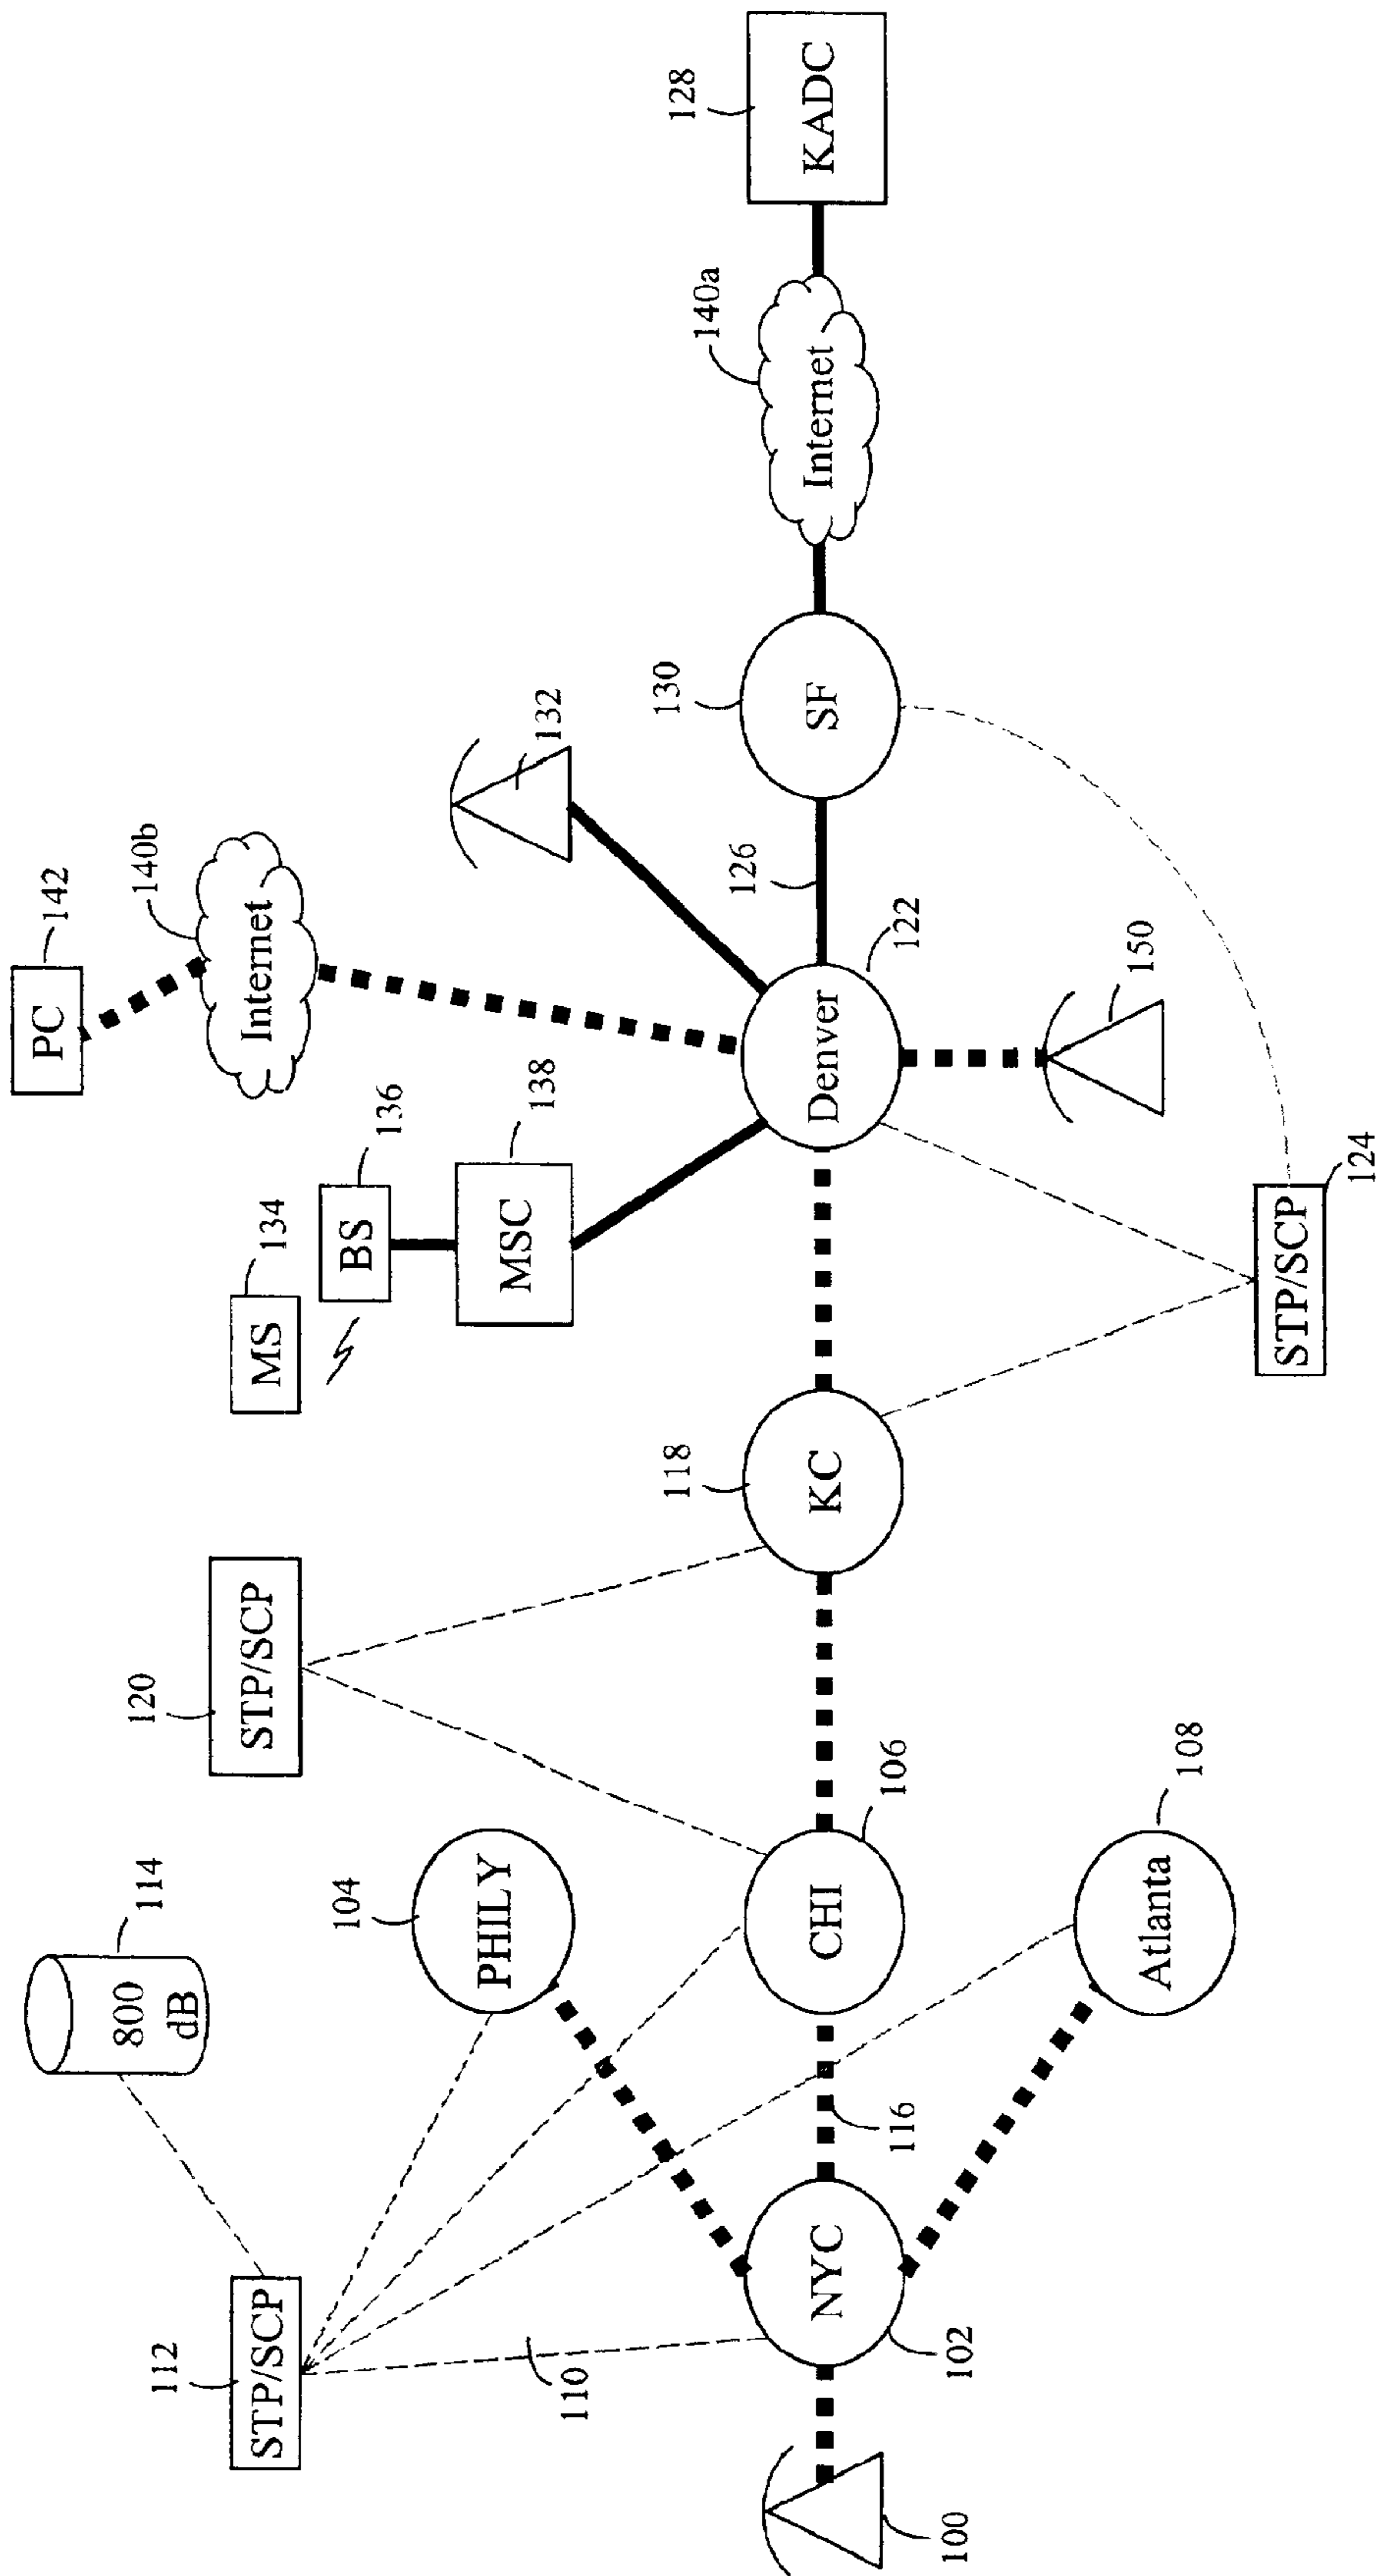 114
800
dB
112
STP/SCP
110
104
PHILY
120
STP/SCP
MS
134
BS
136
MSC
138
PC
142
140b
Internet
132
100
NYC
102
116
CHI
106
118
KC
Denver
122
126
130
SF
140a
Internet
128
KADC
Atlanta
108
STP/SCP
124
150